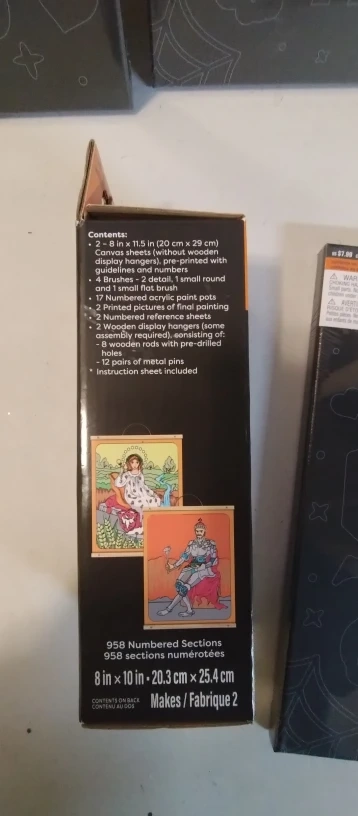 Contents:
• 2 – 8 in x 11.5 in (20 cm x 29 cm)
Canvas sheets (without wooden
display hangers), pre-printed with
guidelines and numbers
• 4 Brushes - 2 detail, 1 small round
and 1 small flat brush
• 17 Numbered acrylic paint pots
• 2 Printed pictures of final painting
• 2 Numbered reference sheets
• 2 Wooden display hangers (some
assembly required), consisting of:
- 8 wooden rods with pre-drilled
holes
- 12 pairs of metal pins
• Instruction sheet included
958 Numbered Sections
958 sections numérotées
8 in × 10 in • 20.3 cm × 25.4 cm
CONTENTS ON BACK
CONTENU AU DOS
Makes / Fabrique 2
$7.99